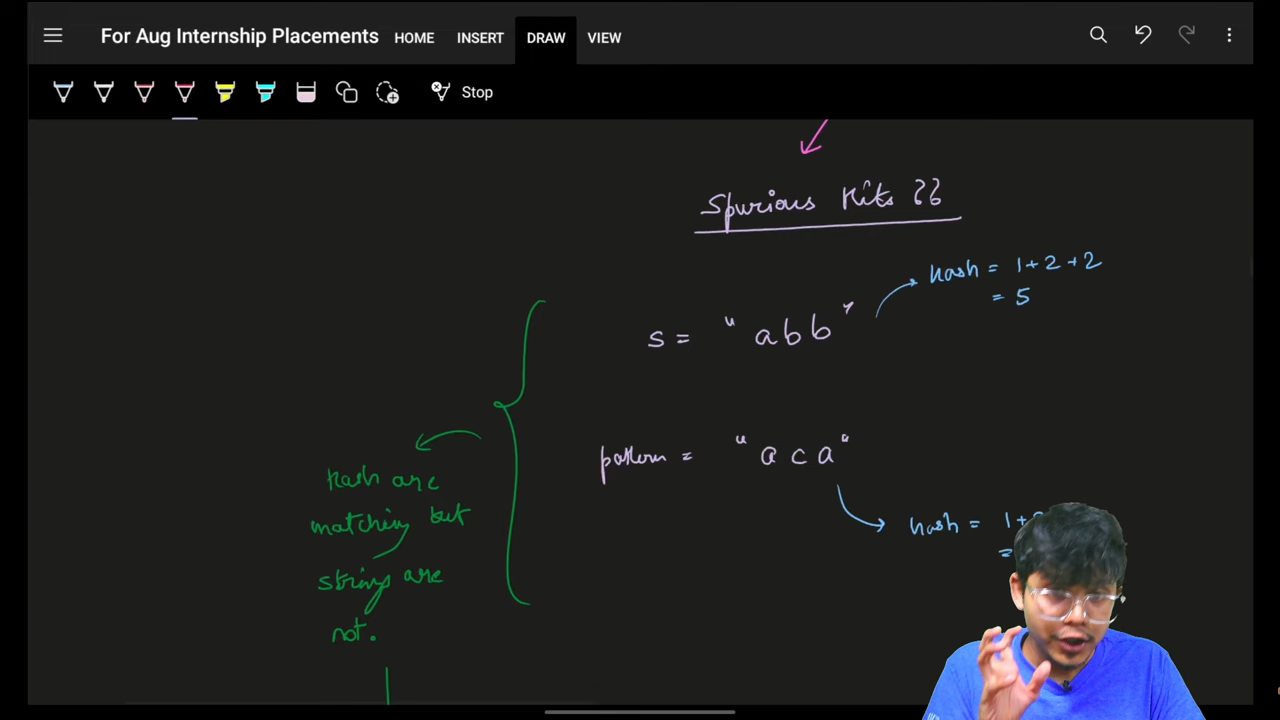 For Aug Internship Placements HOME INSERT DRAW VIEW
Stop
Spurious Hits ??
hash = 1+2+2
= 5
s = "abb"
pattern = "aca"
hash = 1+
=
Hash are
matching but
strings are
not.